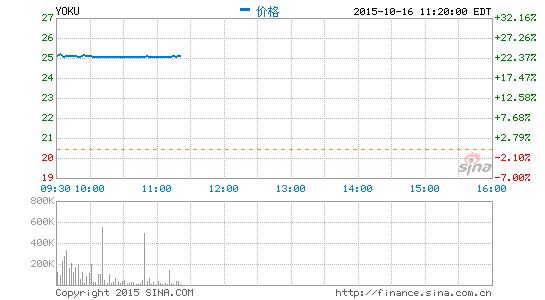 YOKU 价格 2015-10-16 11:20:00 EDT
27 +32.16%
26 +27.26%
25 +22.37%
24 +17.47%
23 +12.58%
22 +7.68%
21 +2.79%
20 -2.10%
19 -7.00%
sina
09:30 10:00 11:00 12:00 13:00 14:00 15:00 16:00
800K
600K
400K
200K
Copyright 2015 SINA.COM http://finance.sina.com.cn